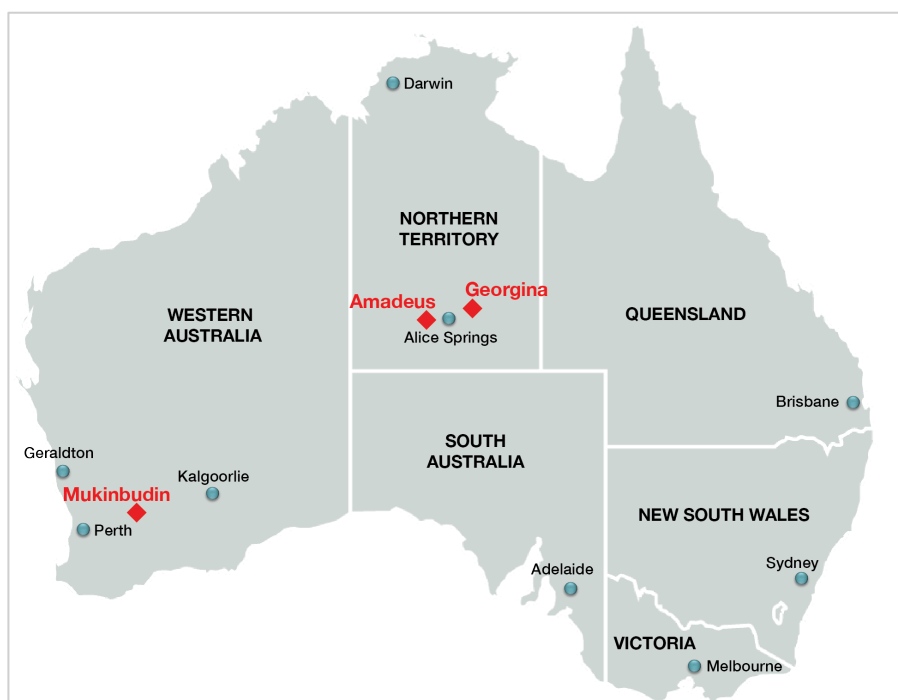 Darwin
NORTHERN
TERRITORY
Georgina
Amadeus
Alice Springs
WESTERN
AUSTRALIA
QUEENSLAND
Brisbane
SOUTH
AUSTRALIA
Geraldton
Kalgoorlie
Mukinbudin
Perth
NEW SOUTH WALES
Sydney
Adelaide
VICTORIA
Melbourne